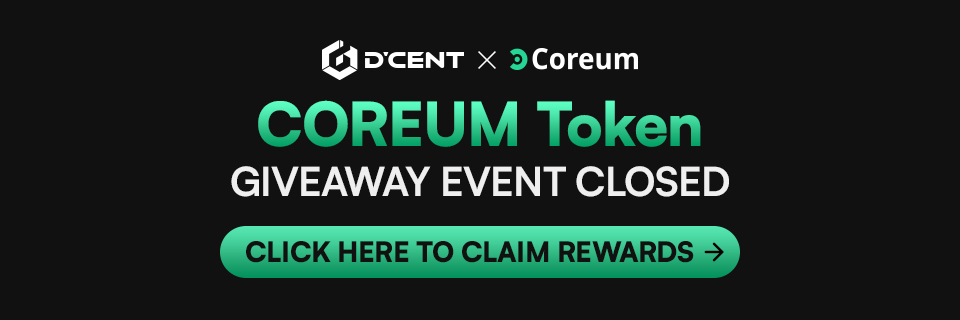 D'CENT × Coreum
COREUM Token
GIVEAWAY EVENT CLOSED
CLICK HERE TO CLAIM REWARDS →